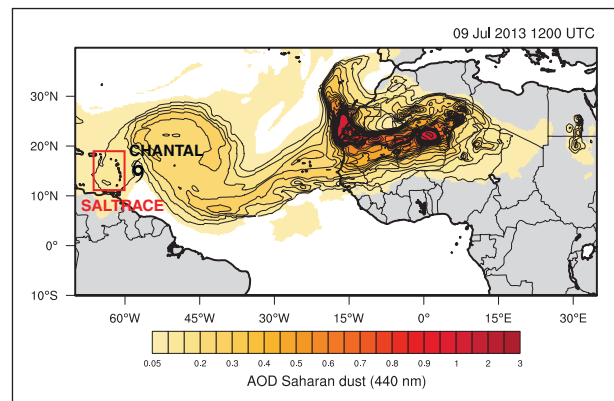 09 Jul 2013 1200 UTC
30°N
20°N
CHANTAL
10°N
SALTRACE
0°
10°S
60°W 45°W 30°W 15°W 0° 15°E 30°E
0.05 0.2 0.3 0.4 0.5 0.6 0.7 0.8 0.9 1 2 3
AOD Saharan dust (440 nm)